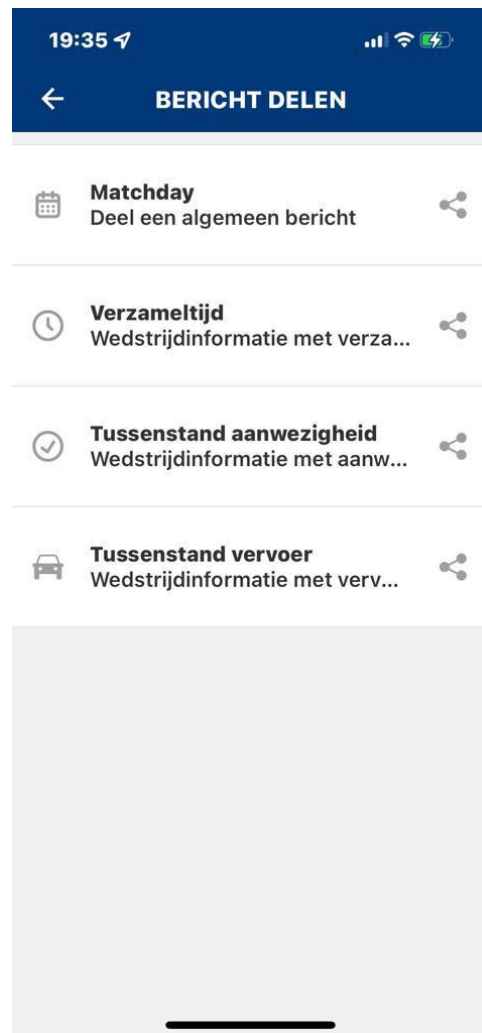 19:35
BERICHT DELEN
Matchday
Deel een algemeen bericht
Verzameltijd
Wedstrijdinformatie met verza...
Tussenstand aanwezigheid
Wedstrijdinformatie met aanw...
Tussenstand vervoer
Wedstrijdinformatie met verv...